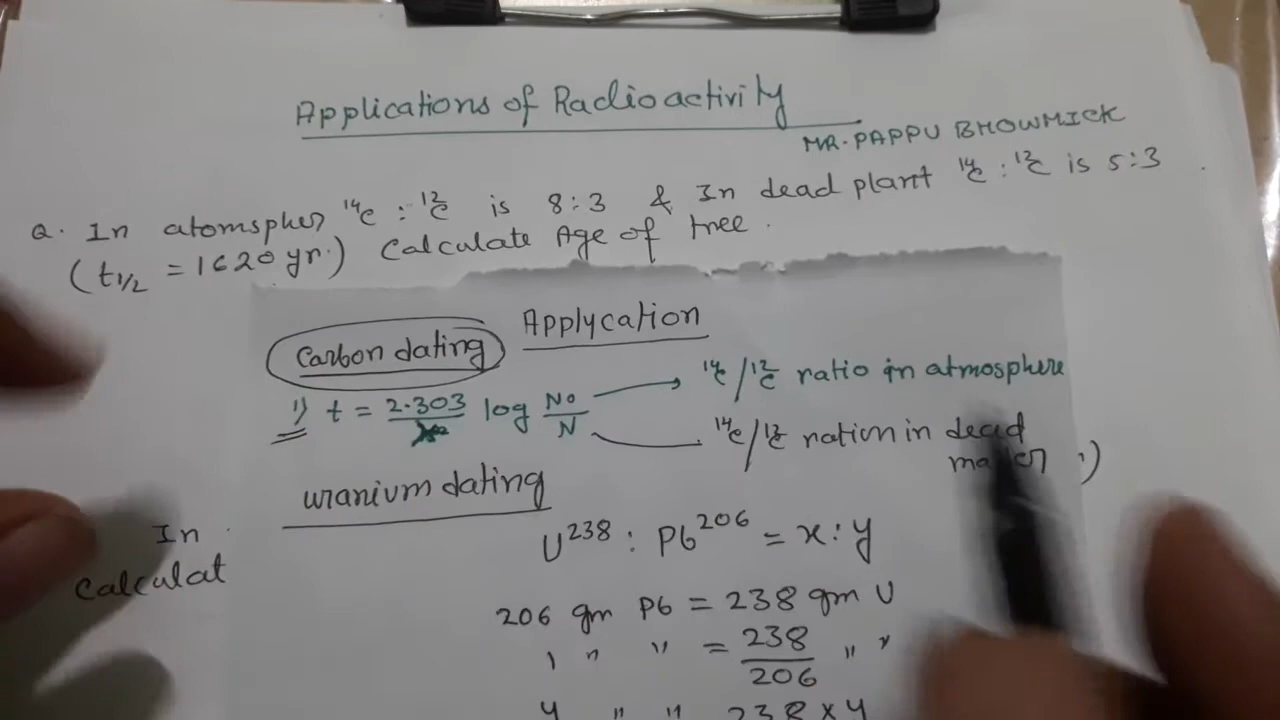 Applications of Radioactivity
MR. PAPPU BHOWMICK
Q. In atomspher ¹⁴C : ¹²C is 8:3 & In dead plant ¹⁴C : ¹²C is 5:3 .
(t1/2 = 1620 yr.) Calculate Age of tree .
Carbon dating Applycation
1) t = 2.303/ log No/N
¹⁴C/¹²C ratio in atmosphere
¹⁴C/¹²C ration in dead
uranium dating
In
Calculat
U²³⁸ : Pb²⁰⁶ = x : y
206 gm Pb = 238 gm U
1 " " = 238/206 " "
y " " 238 x y